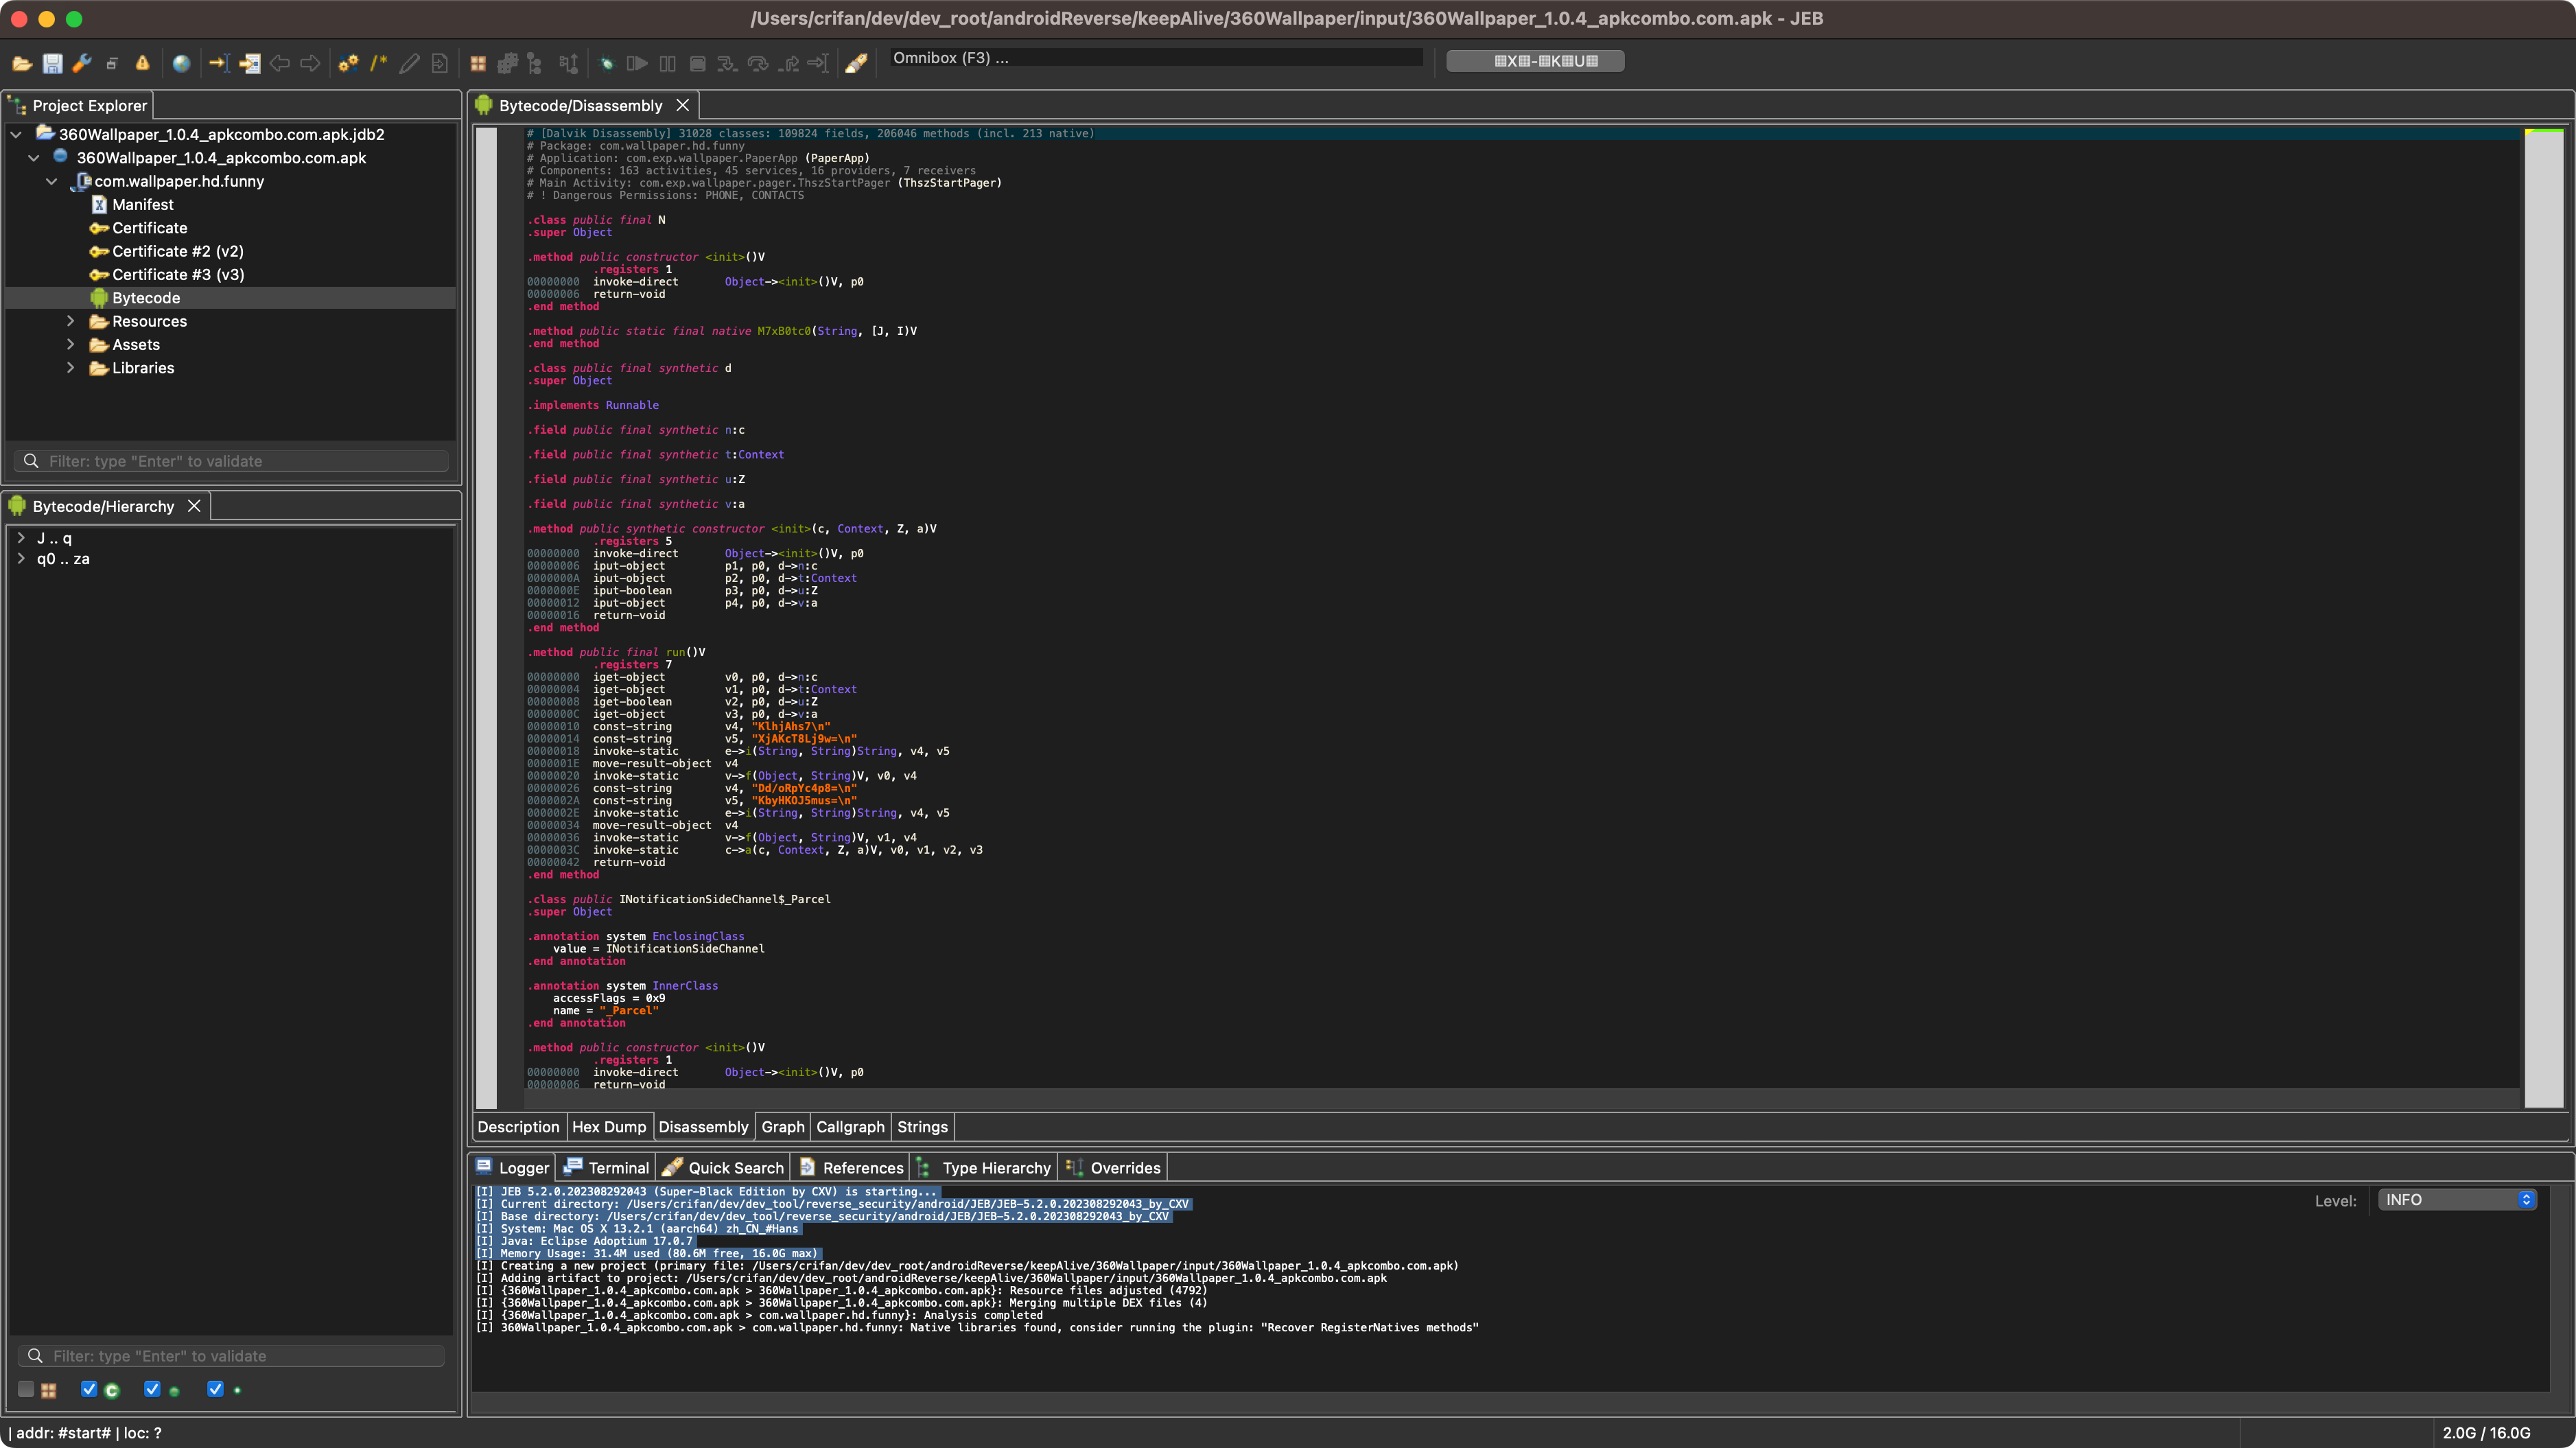 /Users/crifan/dev/dev_root/androidReverse/keepAlive/360Wallpaper/input/360Wallpaper_1.0.4_apkcombo.com.apk - JEB
Omnibox (F3) ...
Project Explorer
360Wallpaper_1.0.4_apkcombo.com.apk.jdb2
360Wallpaper_1.0.4_apkcombo.com.apk
com.wallpaper.hd.funny
Manifest
Certificate
Certificate #2 (v2)
Certificate #3 (v3)
Bytecode
Resources
Assets
Libraries
Filter: type "Enter" to validate
Bytecode/Hierarchy
J .. q
q0 .. za
Filter: type "Enter" to validate
Bytecode/Disassembly
# [Dalvik Disassembly] 31028 classes: 109824 fields, 206046 methods (incl. 213 native)
# Package: com.wallpaper.hd.funny
# Application: com.exp.wallpaper.PaperApp (PaperApp)
# Components: 163 activities, 45 services, 16 providers, 7 receivers
# Main Activity: com.exp.wallpaper.pager.ThszStartPager (ThszStartPager)
# ! Dangerous Permissions: PHONE, CONTACTS
.class public final N
.super Object
.method public constructor <init>()V
.registers 1
00000000 invoke-direct Object-><init>()V, p0
00000006 return-void
.end method
.method public static final native M7xB0tc0(String, [J, I)V
.end method
.class public final synthetic d
.super Object
.implements Runnable
.field public final synthetic n:c
.field public final synthetic t:Context
.field public final synthetic u:Z
.field public final synthetic v:a
.method public synthetic constructor <init>(c, Context, Z, a)V
.registers 5
00000000 invoke-direct Object-><init>()V, p0
00000006 iput-object p1, p0, d->n:c
0000000A iput-object p2, p0, d->t:Context
0000000E iput-boolean p3, p0, d->u:Z
00000012 iput-object p4, p0, d->v:a
00000016 return-void
.end method
.method public final run()V
.registers 7
00000000 iget-object v0, p0, d->n:c
00000004 iget-object v1, p0, d->t:Context
00000008 iget-boolean v2, p0, d->u:Z
0000000C iget-object v3, p0, d->v:a
00000010 const-string v4, "KlhjAhs7\n"
00000014 const-string v5, "XjAKcT8Lj9w=\n"
00000018 invoke-static e->i(String, String)String, v4, v5
0000001E move-result-object v4
00000020 invoke-static v->f(Object, String)V, v0, v4
00000026 const-string v4, "Dd/oRpYc4p8=\n"
0000002A const-string v5, "KbyHKOJ5mus=\n"
0000002E invoke-static e->i(String, String)String, v4, v5
00000034 move-result-object v4
00000036 invoke-static v->f(Object, String)V, v1, v4
0000003C invoke-static c->a(c, Context, Z, a)V, v0, v1, v2, v3
00000042 return-void
.end method
.class public INotificationSideChannel$_Parcel
.super Object
.annotation system EnclosingClass
value = INotificationSideChannel
.end annotation
.annotation system InnerClass
accessFlags = 0x9
name = "_Parcel"
.end annotation
.method public constructor <init>()V
.registers 1
00000000 invoke-direct Object-><init>()V, p0
00000006 return-void
Description Hex Dump Disassembly Graph Callgraph Strings
Logger Terminal Quick Search References Type Hierarchy Overrides
[I] JEB 5.2.0.202308292043 (Super-Black Edition by CXV) is starting...
[I] Current directory: /Users/crifan/dev/dev_tool/reverse_security/android/JEB/JEB-5.2.0.202308292043_by_CXV
[I] Base directory: /Users/crifan/dev/dev_tool/reverse_security/android/JEB/JEB-5.2.0.202308292043_by_CXV
[I] System: Mac OS X 13.2.1 (aarch64) zh_CN_#Hans
[I] Java: Eclipse Adoptium 17.0.7
[I] Memory Usage: 31.4M used (80.6M free, 16.0G max)
[I] Creating a new project (primary file: /Users/crifan/dev/dev_root/androidReverse/keepAlive/360Wallpaper/input/360Wallpaper_1.0.4_apkcombo.com.apk)
[I] Adding artifact to project: /Users/crifan/dev/dev_root/androidReverse/keepAlive/360Wallpaper/input/360Wallpaper_1.0.4_apkcombo.com.apk
[I] {360Wallpaper_1.0.4_apkcombo.com.apk > 360Wallpaper_1.0.4_apkcombo.com.apk}: Resource files adjusted (4792)
[I] {360Wallpaper_1.0.4_apkcombo.com.apk > 360Wallpaper_1.0.4_apkcombo.com.apk}: Merging multiple DEX files (4)
[I] {360Wallpaper_1.0.4_apkcombo.com.apk > com.wallpaper.hd.funny}: Analysis completed
[I] 360Wallpaper_1.0.4_apkcombo.com.apk > com.wallpaper.hd.funny: Native libraries found, consider running the plugin: "Recover RegisterNatives methods"
Level: INFO
| addr: #start# | loc: ?
2.0G / 16.0G